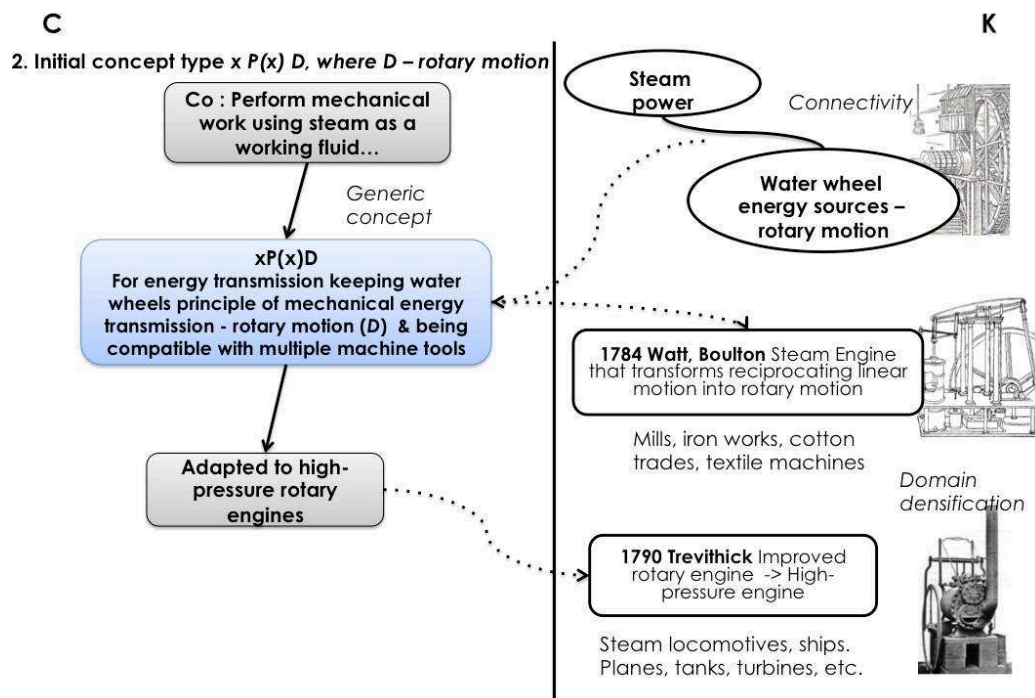 C
K
2. Initial concept type x P(x) D, where D – rotary motion
Co : Perform mechanical
work using steam as a
working fluid…
Generic
concept
xP(x)D
For energy transmission keeping water
wheels principle of mechanical energy
transmission - rotary motion (D) & being
compatible with multiple machine tools
Adapted to high-
pressure rotary
engines
Steam
power
Connectivity
Water wheel
energy sources –
rotary motion
1784 Watt, Boulton Steam Engine
that transforms reciprocating linear
motion into rotary motion
Mills, iron works, cotton
trades, textile machines
Domain
densification
1790 Trevithick Improved
rotary engine -> High-
pressure engine
Steam locomotives, ships.
Planes, tanks, turbines, etc.